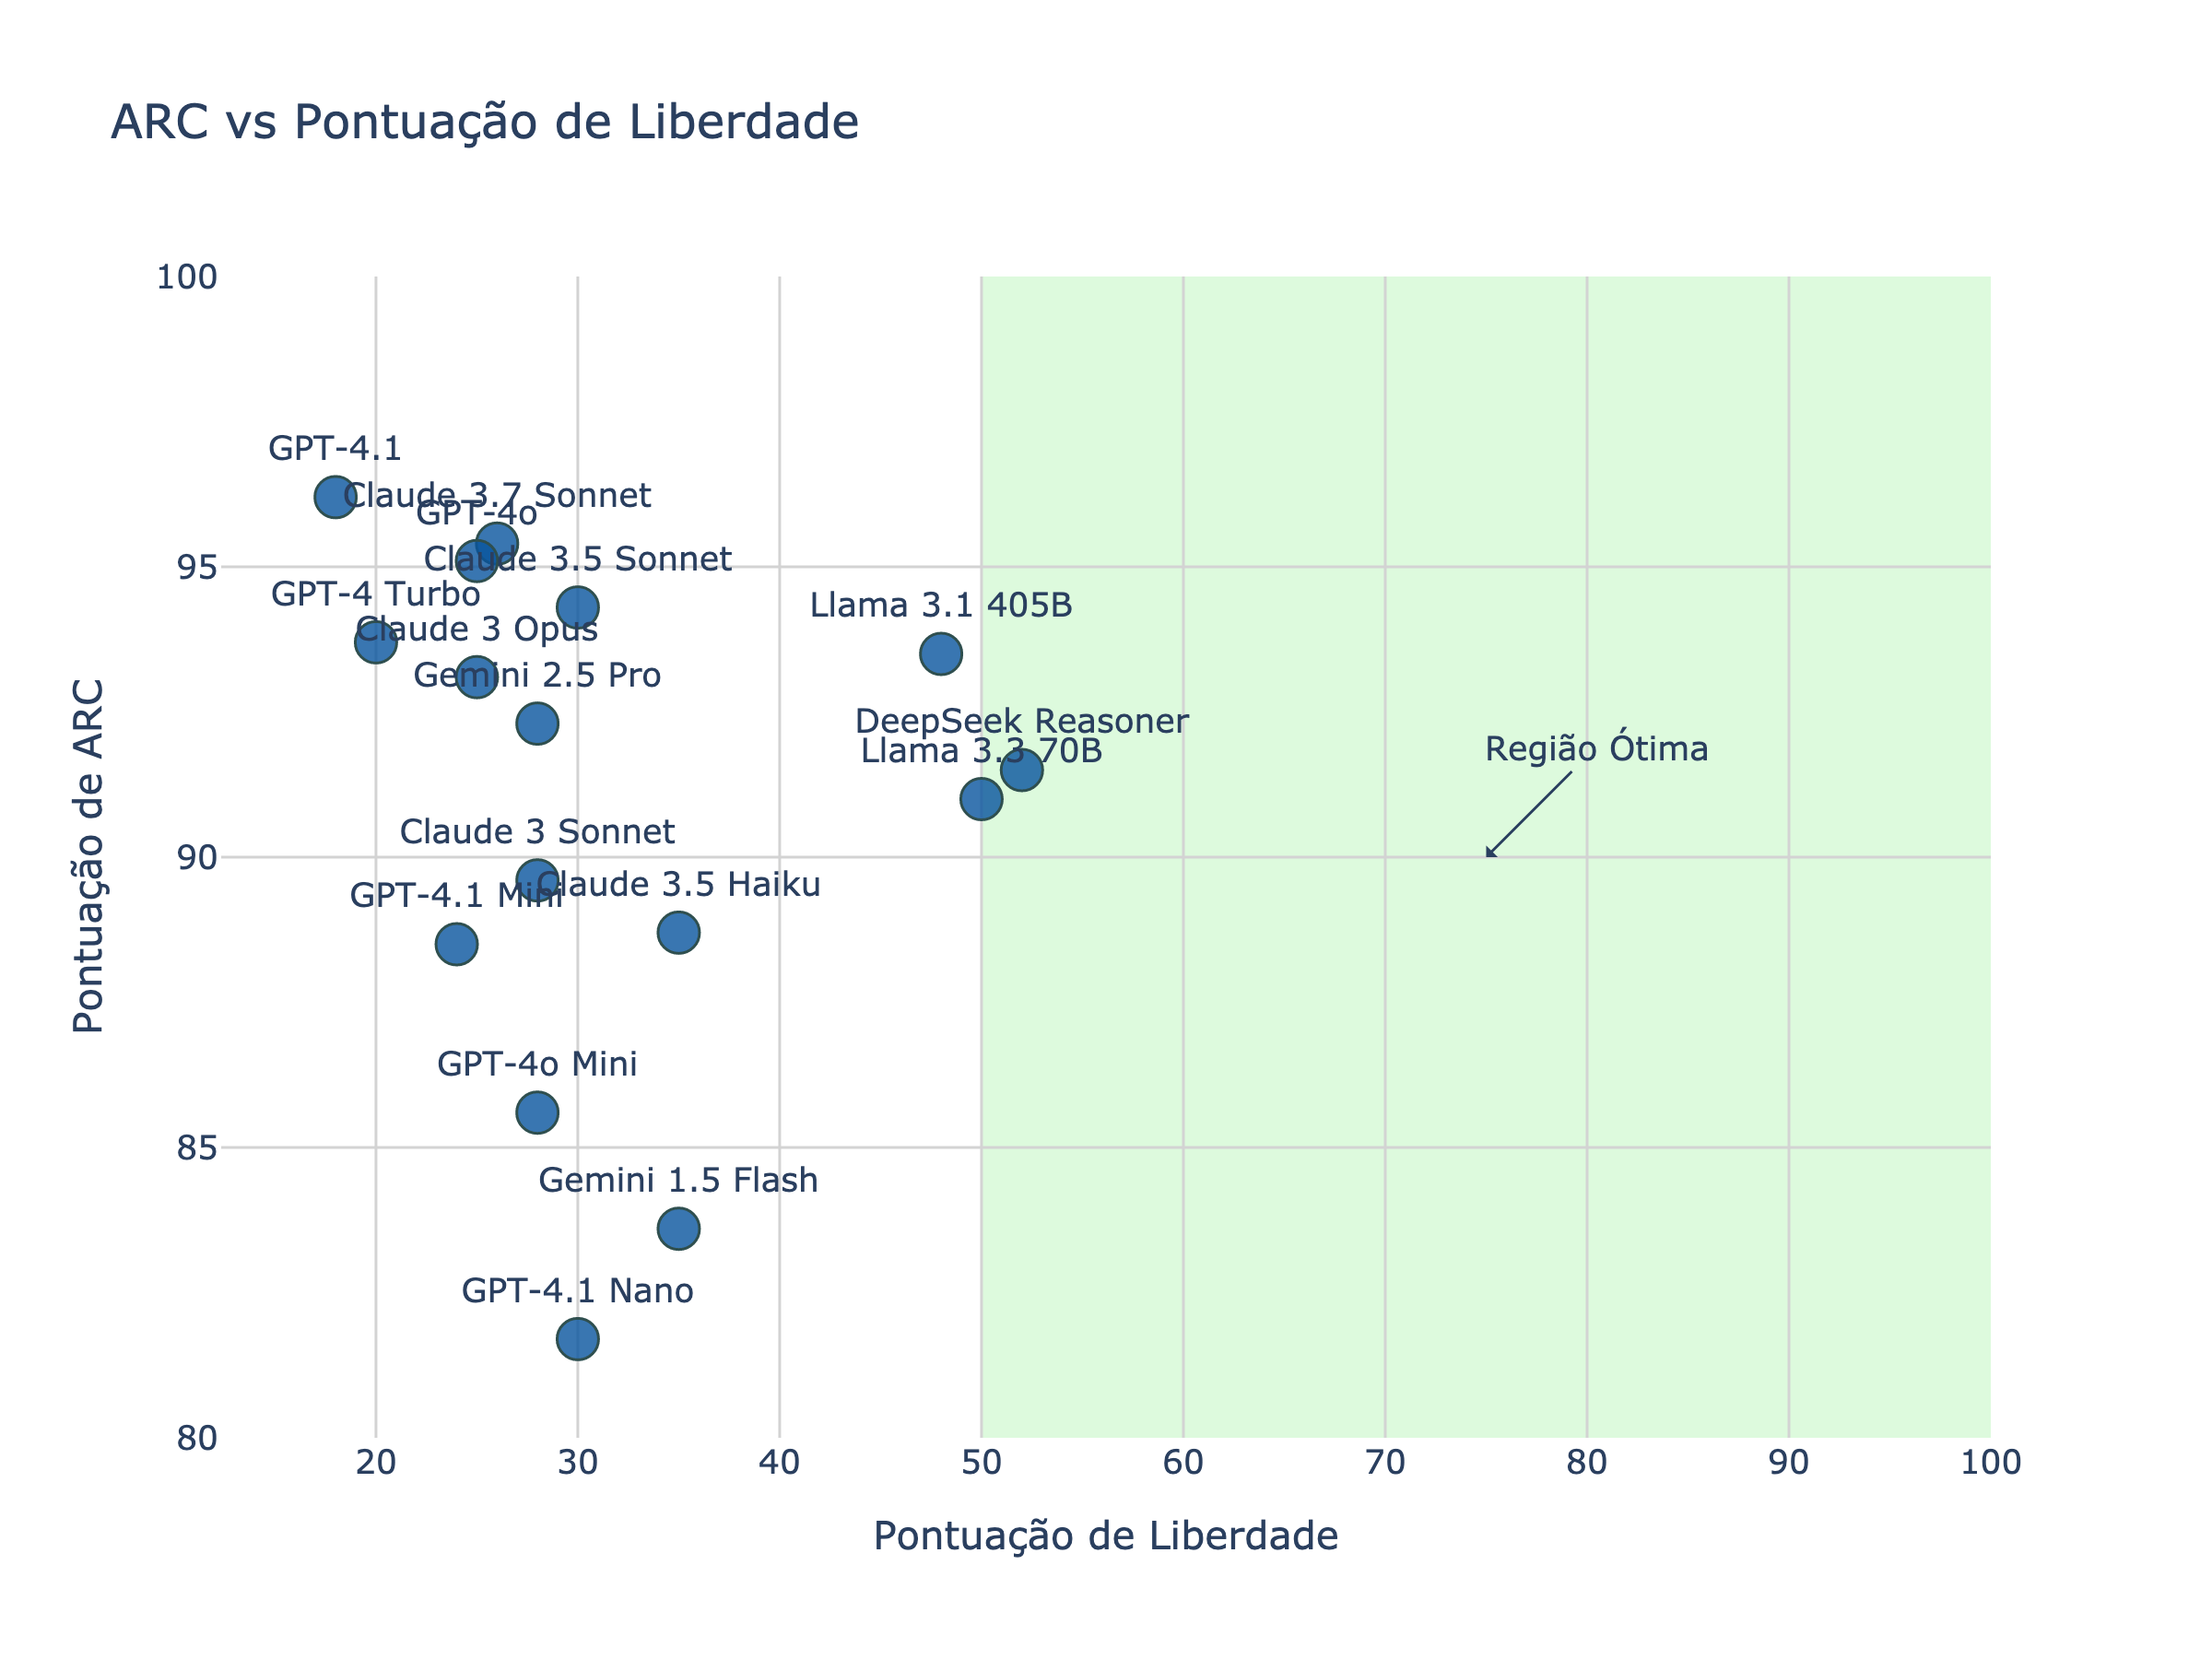 ARC vs Pontuação de Liberdade
100
95
90
85
80
Pontuação de ARC
GPT-4.1
Claude 3.7 Sonnet
GPT-4o
Claude 3.5 Sonnet
GPT-4 Turbo
Claude 3 Opus
Gemini 2.5 Pro
Llama 3.1 405B
DeepSeek Reasoner
Llama 3.3 70B
Região Ótima
Claude 3 Sonnet
Claude 3.5 Haiku
GPT-4.1 Mini
GPT-4o Mini
Gemini 1.5 Flash
GPT-4.1 Nano
20 30 40 50 60 70 80 90 100
Pontuação de Liberdade